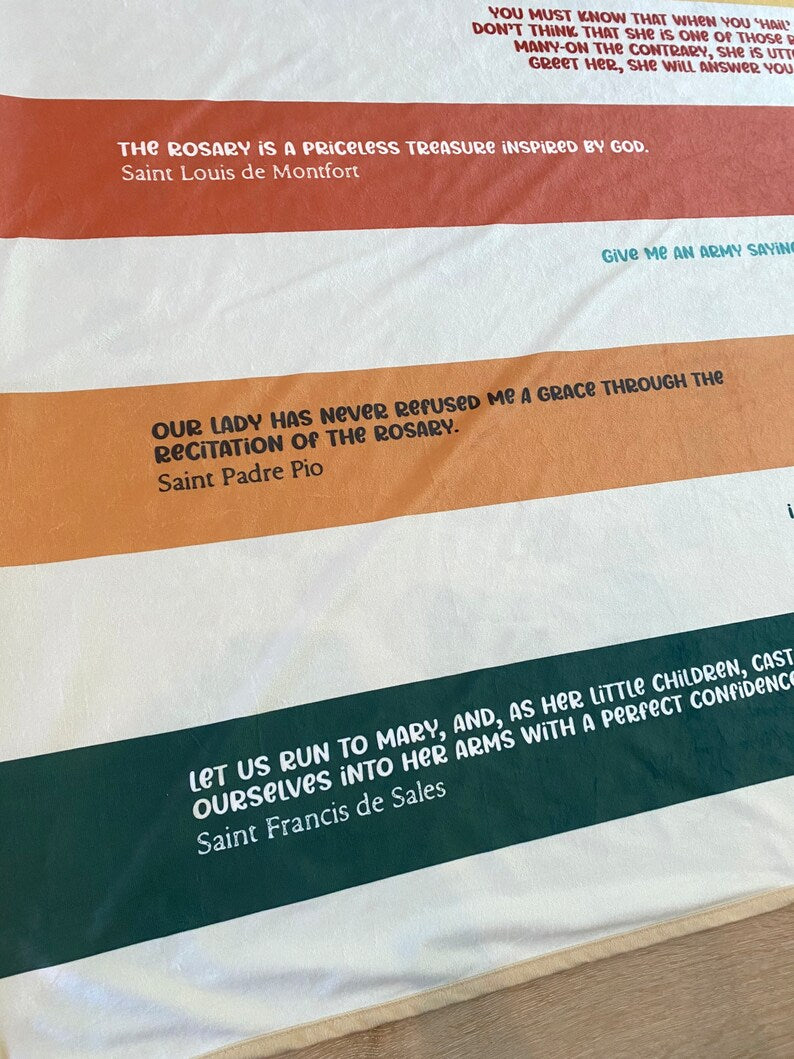 YOU MUST KNOW THAT WHEN YOU 'HAIL'
DON'T THINK THAT SHE IS ONE OF THOSE
MANY-ON THE CONTRARY, SHE IS
GREET HER, SHE WILL ANSWER YOU
THE ROSARY IS A PRICELESS TREASURE INSPIRED BY GOD.
Saint Louis de Montfort
GIVE ME AN ARMY
OUR LADY HAS NEVER REFUSED ME A GRACE THROUGH THE
RECITATION OF THE ROSARY.
Saint Padre Pio
LET US RUN TO MARY, AND, AS HER LITTLE CHILDREN, CAST
OURSELVES INTO HER ARMS WITH A PERFECT CONFIDENCE
Saint Francis de Sales